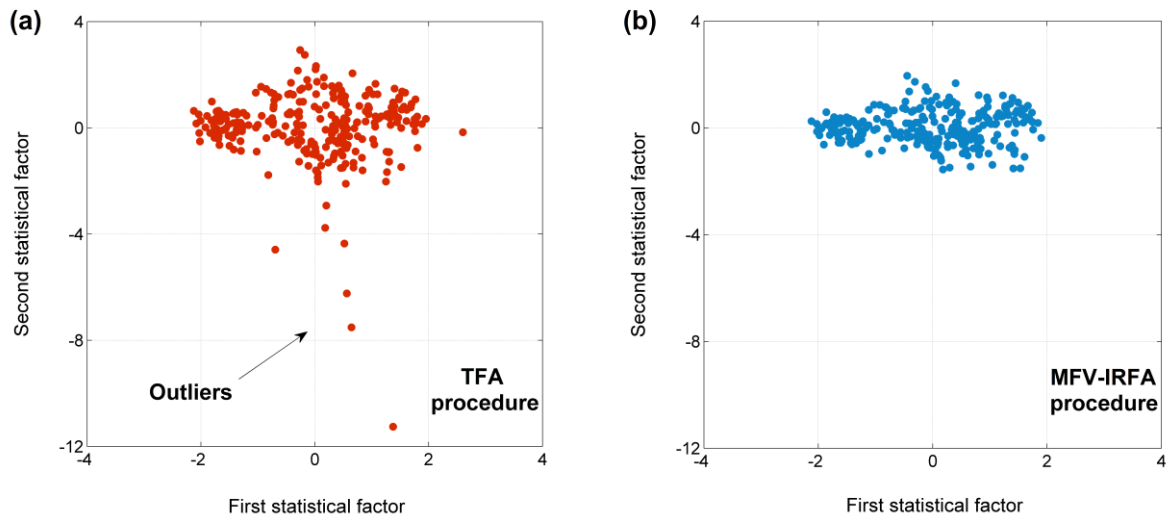 (a)
4
0
-4
-8
-12
-4
-2
0
2
4
Second statistical factor
First statistical factor
Outliers
TFA
procedure
(b)
4
0
-4
-8
-12
-4
-2
0
2
4
Second statistical factor
First statistical factor
MFV-IRFA
procedure